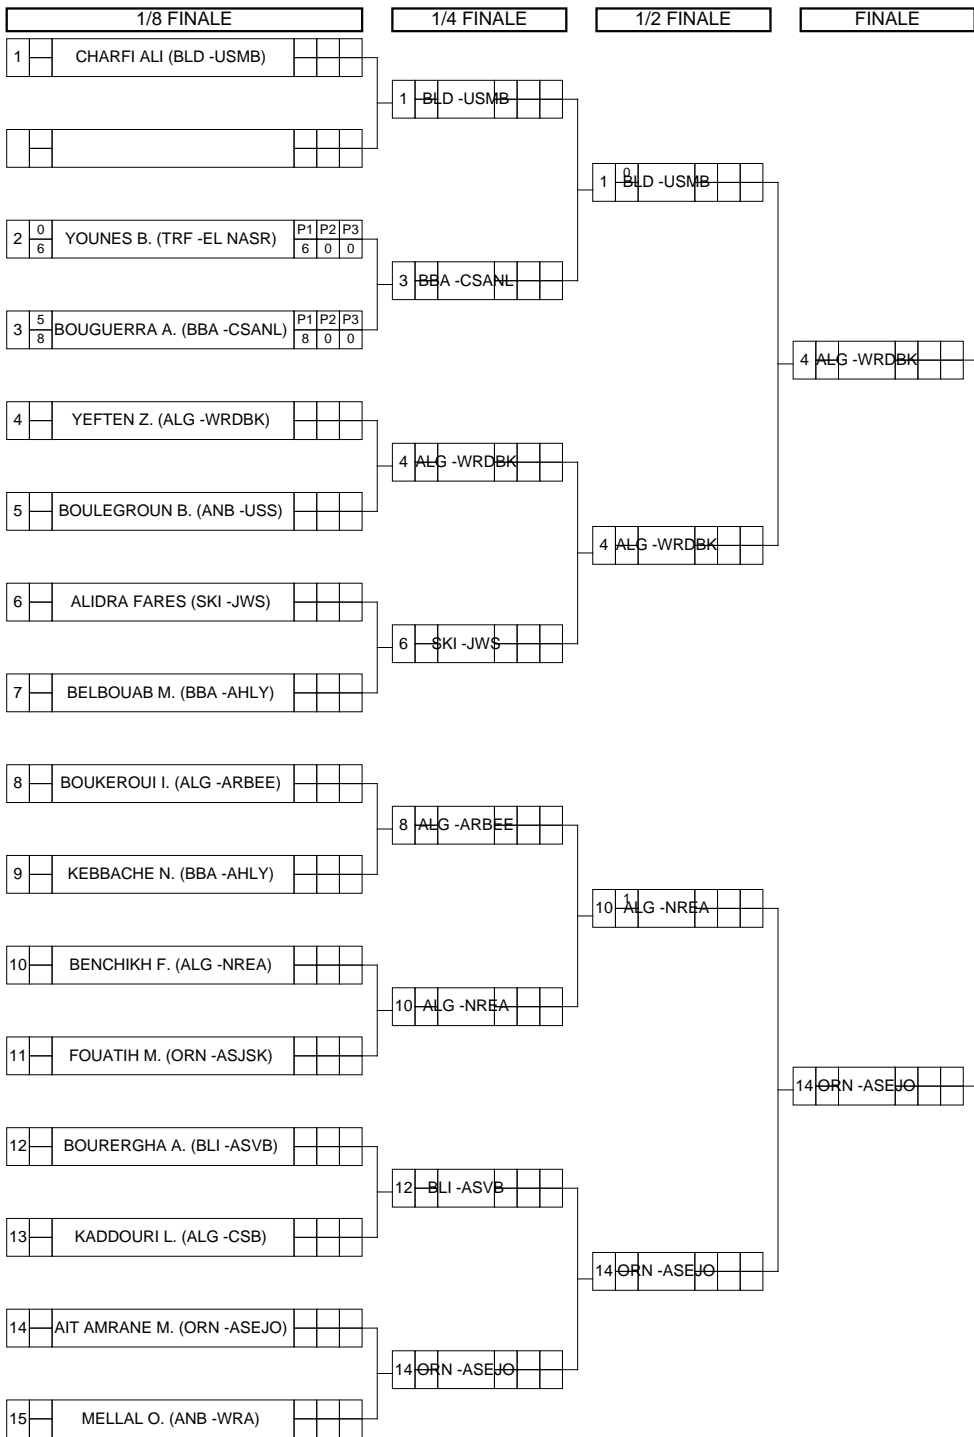 1/8 FINALE 1/4 FINALE 1/2 FINALE FINALE
1 CHARFI ALI (BLD -USMB)
1 BLD -USMB
1 0 BLD -USMB
2 0 6 YOUNES B. (TRF -EL NASR) P1 P2 P3 6 0 0
3 BBA -CSANL
3 5 8 BOUGUERRA A. (BBA -CSANL) P1 P2 P3 8 0 0
4 ALG -WRDBK
4 YEFTEN Z. (ALG -WRDBK)
4 ALG -WRDBK
5 BOULEGROUN B. (ANB -USS)
4 ALG -WRDBK
6 ALIDRA FARES (SKI -JWS)
6 SKI -JWS
7 BELBOUAB M. (BBA -AHLY)
8 BOUKEROUI I. (ALG -ARBEE)
8 ALG -ARBEE
9 KEBBACHE N. (BBA -AHLY)
10 1 ALG -NREA
10 BENCHIKH F. (ALG -NREA)
10 ALG -NREA
11 FOUATIH M. (ORN -ASJSK)
14 ORN -ASEJO
12 BOURERGHA A. (BLI -ASVB)
12 BLI -ASVB
13 KADDOURI L. (ALG -CSB)
14 ORN -ASEJO
14 AIT AMRANE M. (ORN -ASEJO)
14 ORN -ASEJO
15 MELLAL O. (ANB -WRA)